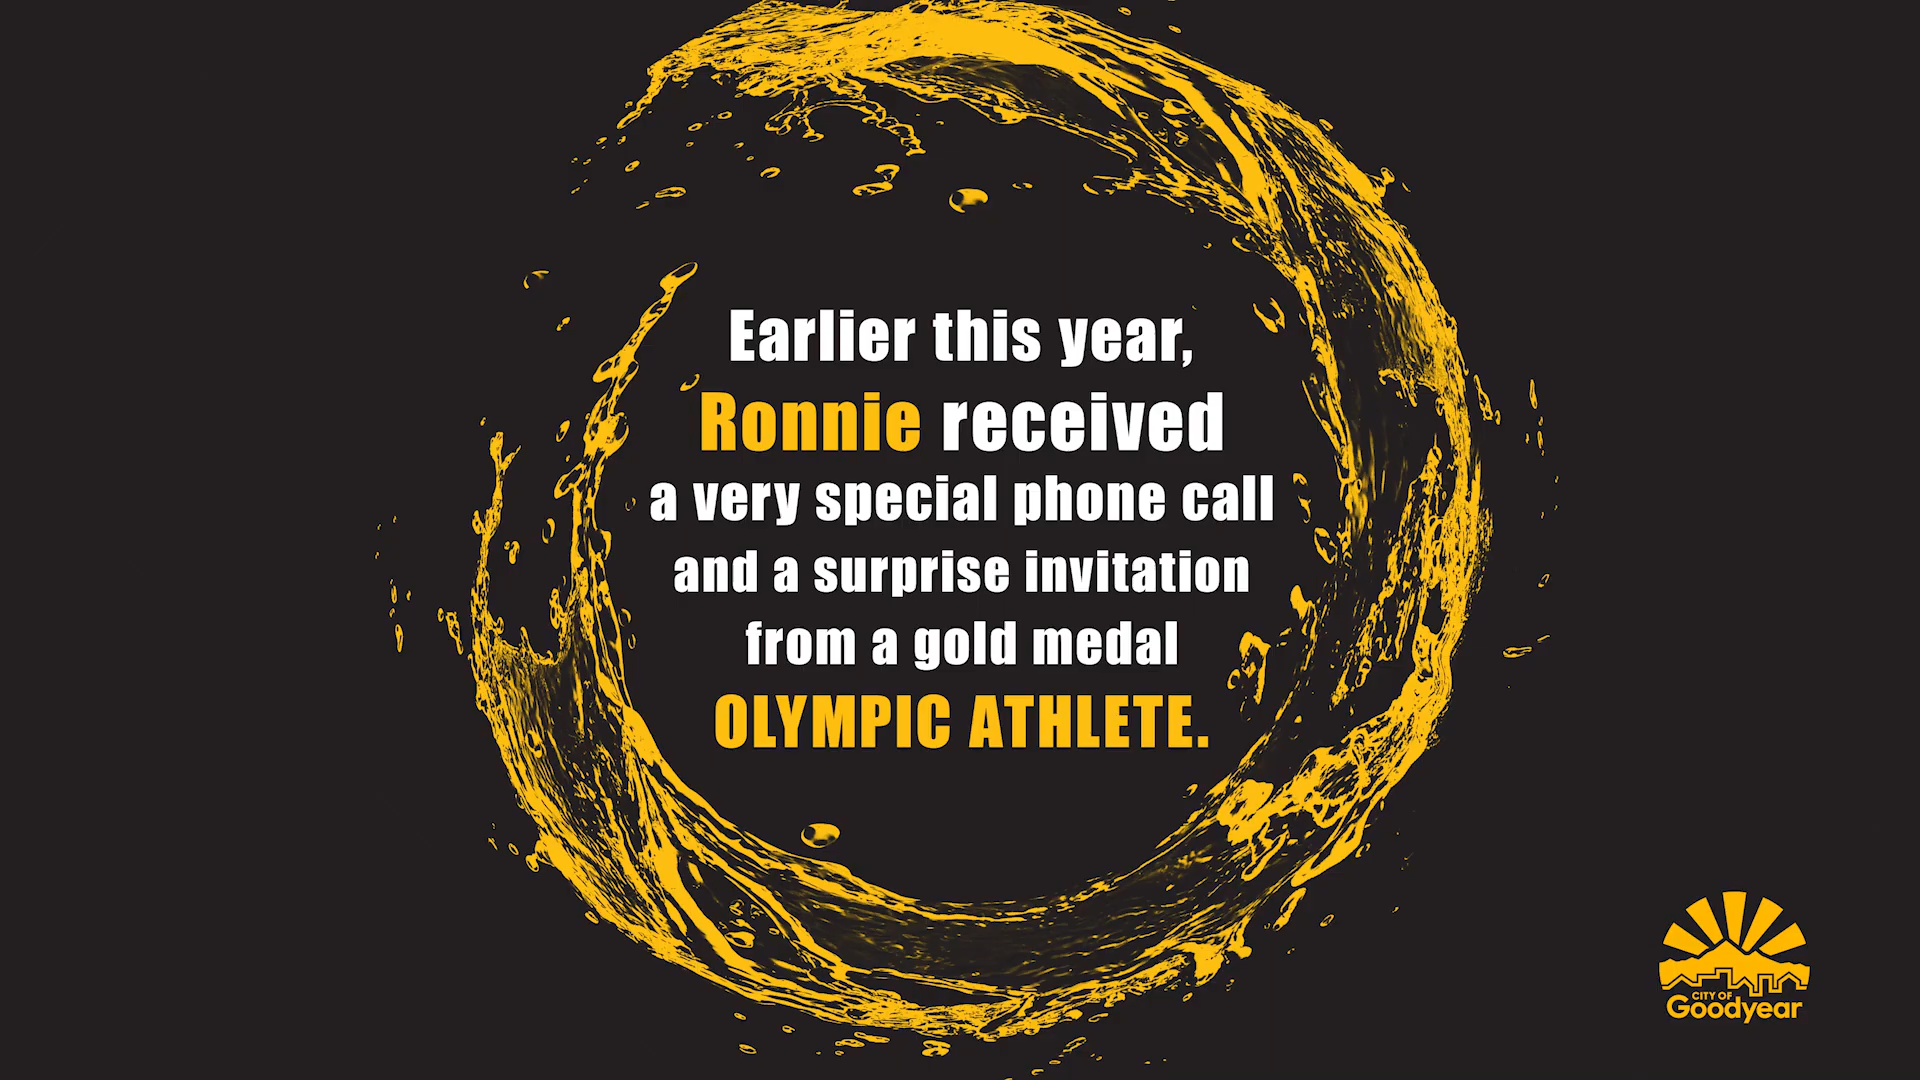 Earlier this year,
Ronnie received
a very special phone call
and a surprise invitation
from a gold medal
OLYMPIC ATHLETE.
CITY OF
Goodyear